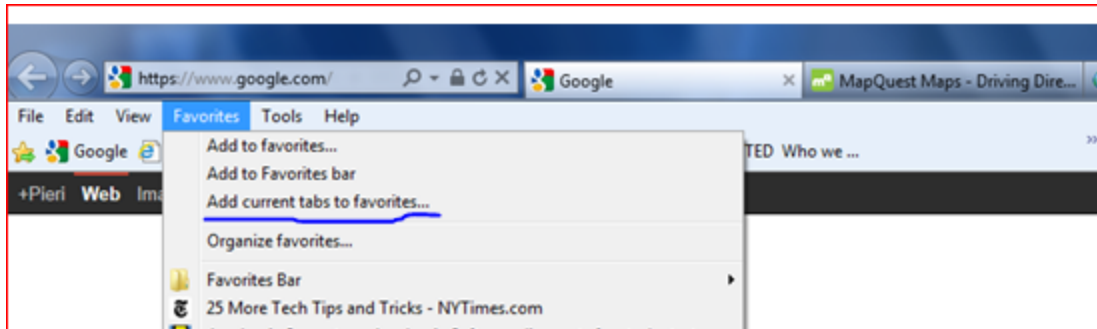 https://www.google.com/ Google MapQuest Maps - Driving Dire...
File Edit View Favorites Tools Help
Google Add to favorites... TED Who we ...
Add to Favorites bar
+Pieri Web Add current tabs to favorites...
Organize favorites...
Favorites Bar
25 More Tech Tips and Tricks - NYTimes.com